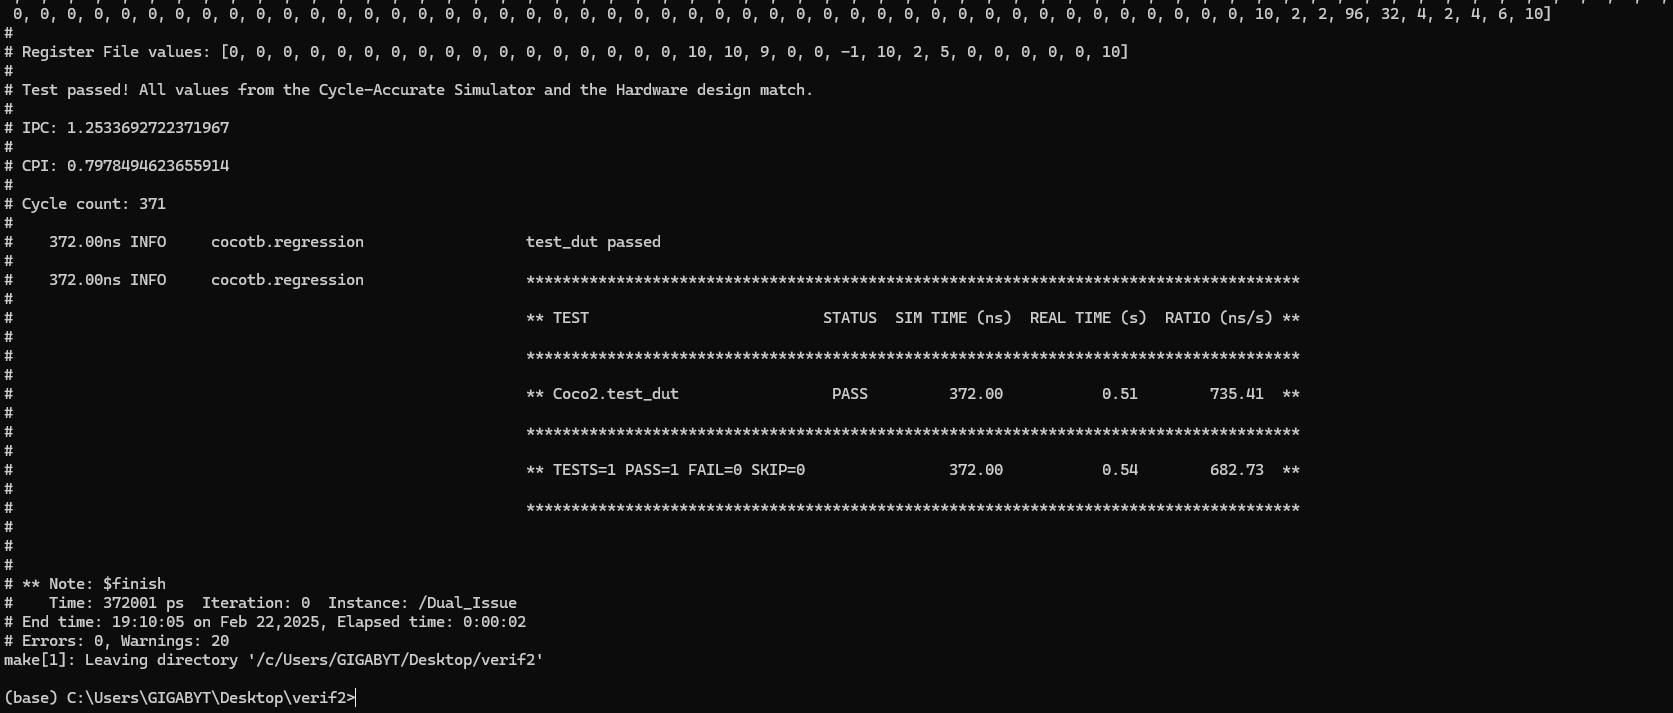 0, 0, 0, 0, 0, 0, 0, 0, 0, 0, 0, 0, 0, 0, 0, 0, 0, 0, 0, 0, 0, 0, 0, 0, 0, 0, 0, 0, 0, 0, 0, 0, 0, 0, 0, 0, 0, 0, 0, 0, 0, 0, 0, 0, 0, 0, 10, 2, 2, 96, 32, 4, 2, 4, 6, 10]
#
# Register File values: [0, 0, 0, 0, 0, 0, 0, 0, 0, 0, 0, 0, 0, 0, 0, 0, 0, 10, 10, 9, 0, 0, -1, 10, 2, 5, 0, 0, 0, 0, 0, 10]
#
# Test passed! All values from the Cycle-Accurate Simulator and the Hardware design match.
#
# IPC: 1.2533692722371967
#
# CPI: 0.7978494623655914
#
# Cycle count: 371
#
#    372.00ns INFO     cocotb.regression                  test_dut passed
#
#    372.00ns INFO     cocotb.regression                  **************************************************************************************
#
#                                                         ** TEST                          STATUS  SIM TIME (ns)  REAL TIME (s)  RATIO (ns/s) **
#
#                                                         **************************************************************************************
#
#                                                         ** Coco2.test_dut                 PASS         372.00           0.51        735.41  **
#
#                                                         **************************************************************************************
#
#                                                         ** TESTS=1 PASS=1 FAIL=0 SKIP=0                372.00           0.54        682.73  **
#
#                                                         **************************************************************************************
#
#
#
# ** Note: $finish
#    Time: 372001 ps  Iteration: 0  Instance: /Dual_Issue
# End time: 19:10:05 on Feb 22,2025, Elapsed time: 0:00:02
# Errors: 0, Warnings: 20
make[1]: Leaving directory '/c/Users/GIGABYT/Desktop/verif2'
(base) C:\Users\GIGABYT\Desktop\verif2>